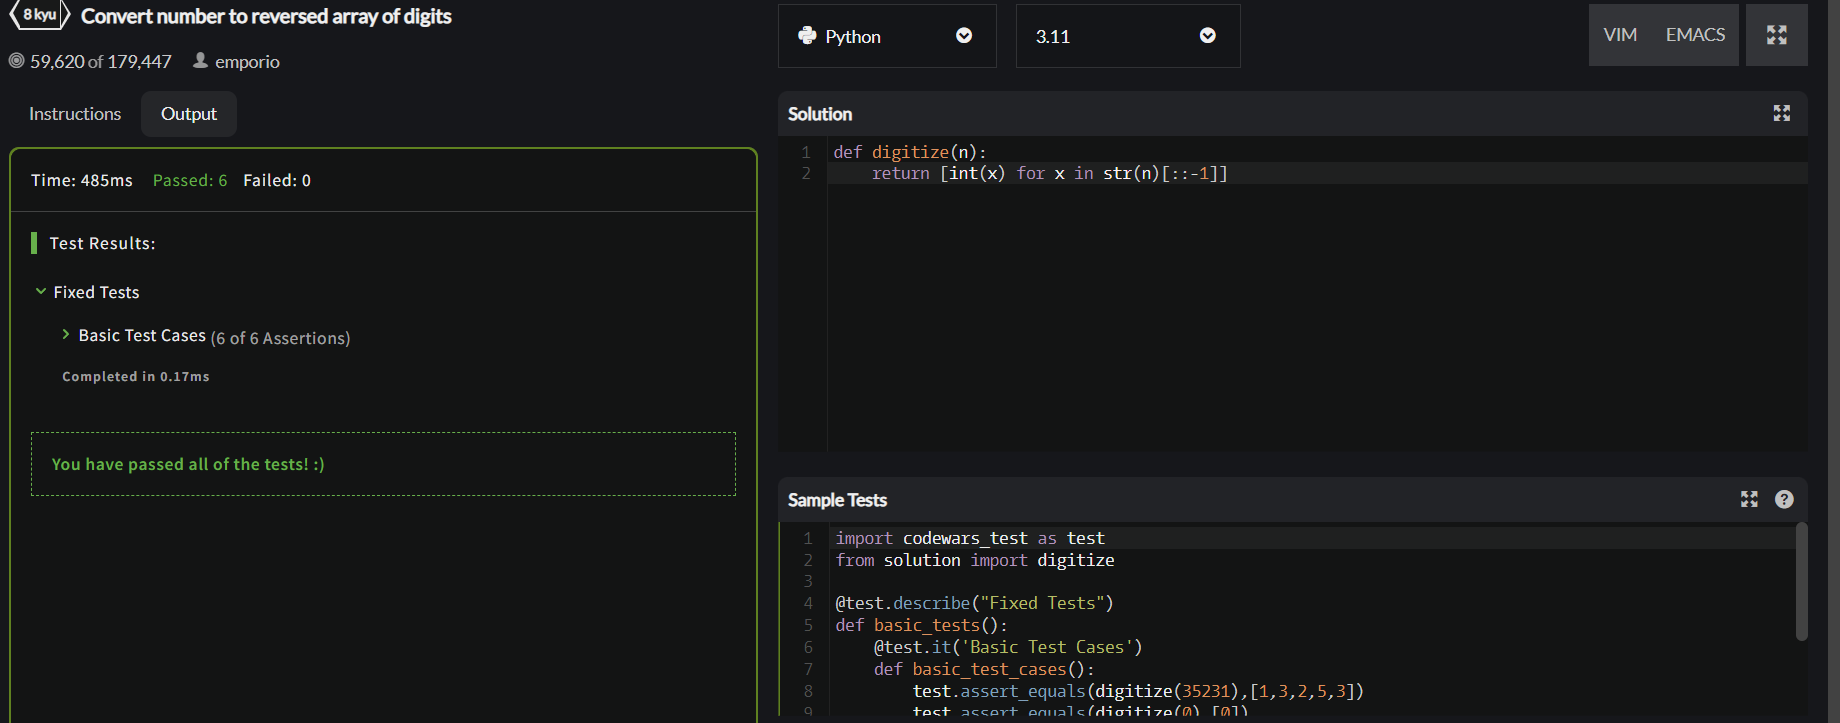 8 kyu Convert number to reversed array of digits
59,620 of 179,447 emporio
Instructions Output
Time: 485ms Passed: 6 Failed: 0
Test Results:
Fixed Tests
Basic Test Cases (6 of 6 Assertions)
Completed in 0.17ms
You have passed all of the tests! :)
Python 3.11 VIM EMACS
Solution
1 def digitize(n):
2     return [int(x) for x in str(n)[::-1]]
Sample Tests ?
1 import codewars_test as test
2 from solution import digitize
3
4 @test.describe("Fixed Tests")
5 def basic_tests():
6     @test.it('Basic Test Cases')
7     def basic_test_cases():
8         test.assert_equals(digitize(35231),[1,3,2,5,3])
9         test.assert_equals(digitize(0),[0])